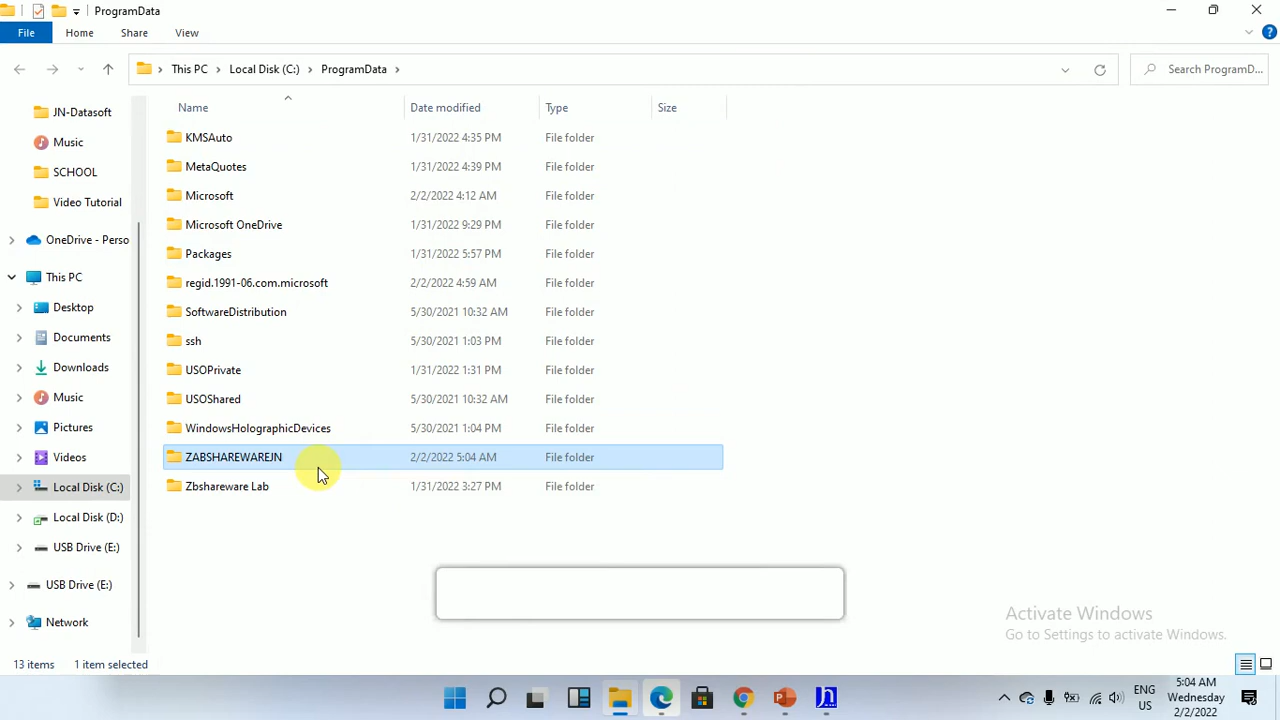 ProgramData
File Home Share View
This PC Local Disk (C:) ProgramData Search ProgramD...
Name Date modified Type Size
JN-Datasoft
Music
SCHOOL
Video Tutorial
OneDrive - Perso
This PC
Desktop
Documents
Downloads
Music
Pictures
Videos
Local Disk (C:)
Local Disk (D:)
USB Drive (E:)
USB Drive (E:)
Network
KMSAuto 1/31/2022 4:35 PM File folder
MetaQuotes 1/31/2022 4:39 PM File folder
Microsoft 2/2/2022 4:12 AM File folder
Microsoft OneDrive 1/31/2022 9:29 PM File folder
Packages 1/31/2022 5:57 PM File folder
regid.1991-06.com.microsoft 2/2/2022 4:59 AM File folder
SoftwareDistribution 5/30/2021 10:32 AM File folder
ssh 5/30/2021 1:03 PM File folder
USOPrivate 1/31/2022 1:31 PM File folder
USOShared 5/30/2021 10:32 AM File folder
WindowsHolographicDevices 5/30/2021 1:04 PM File folder
ZABSHAREWAREJN 2/2/2022 5:04 AM File folder
Zbshareware Lab 1/31/2022 3:27 PM File folder
Activate Windows
Go to Settings to activate Windows.
13 items 1 item selected
ENG
US
5:04 AM
Wednesday
2/2/2022